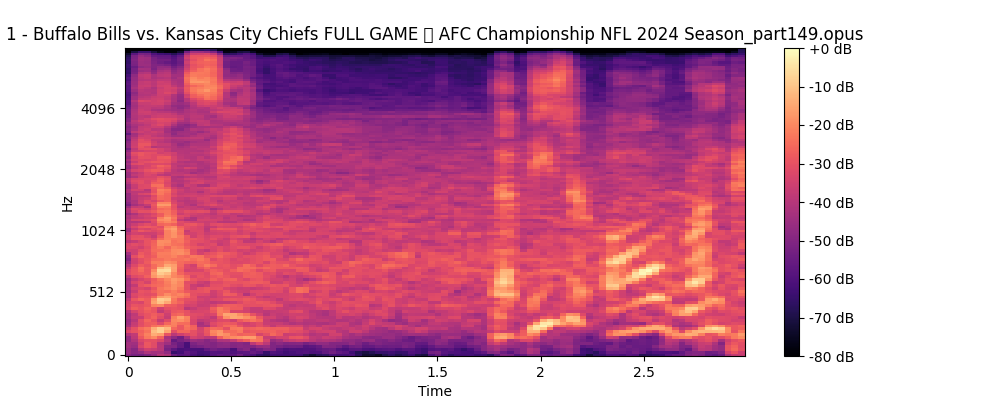 1 - Buffalo Bills vs. Kansas City Chiefs FULL GAME AFC Championship NFL 2024 Season_part149.opus
+0 dB
-10 dB
-20 dB
-30 dB
-40 dB
-50 dB
-60 dB
-70 dB
-80 dB
4096
2048
1024
512
0
Hz
0
0.5
1
1.5
2
2.5
Time